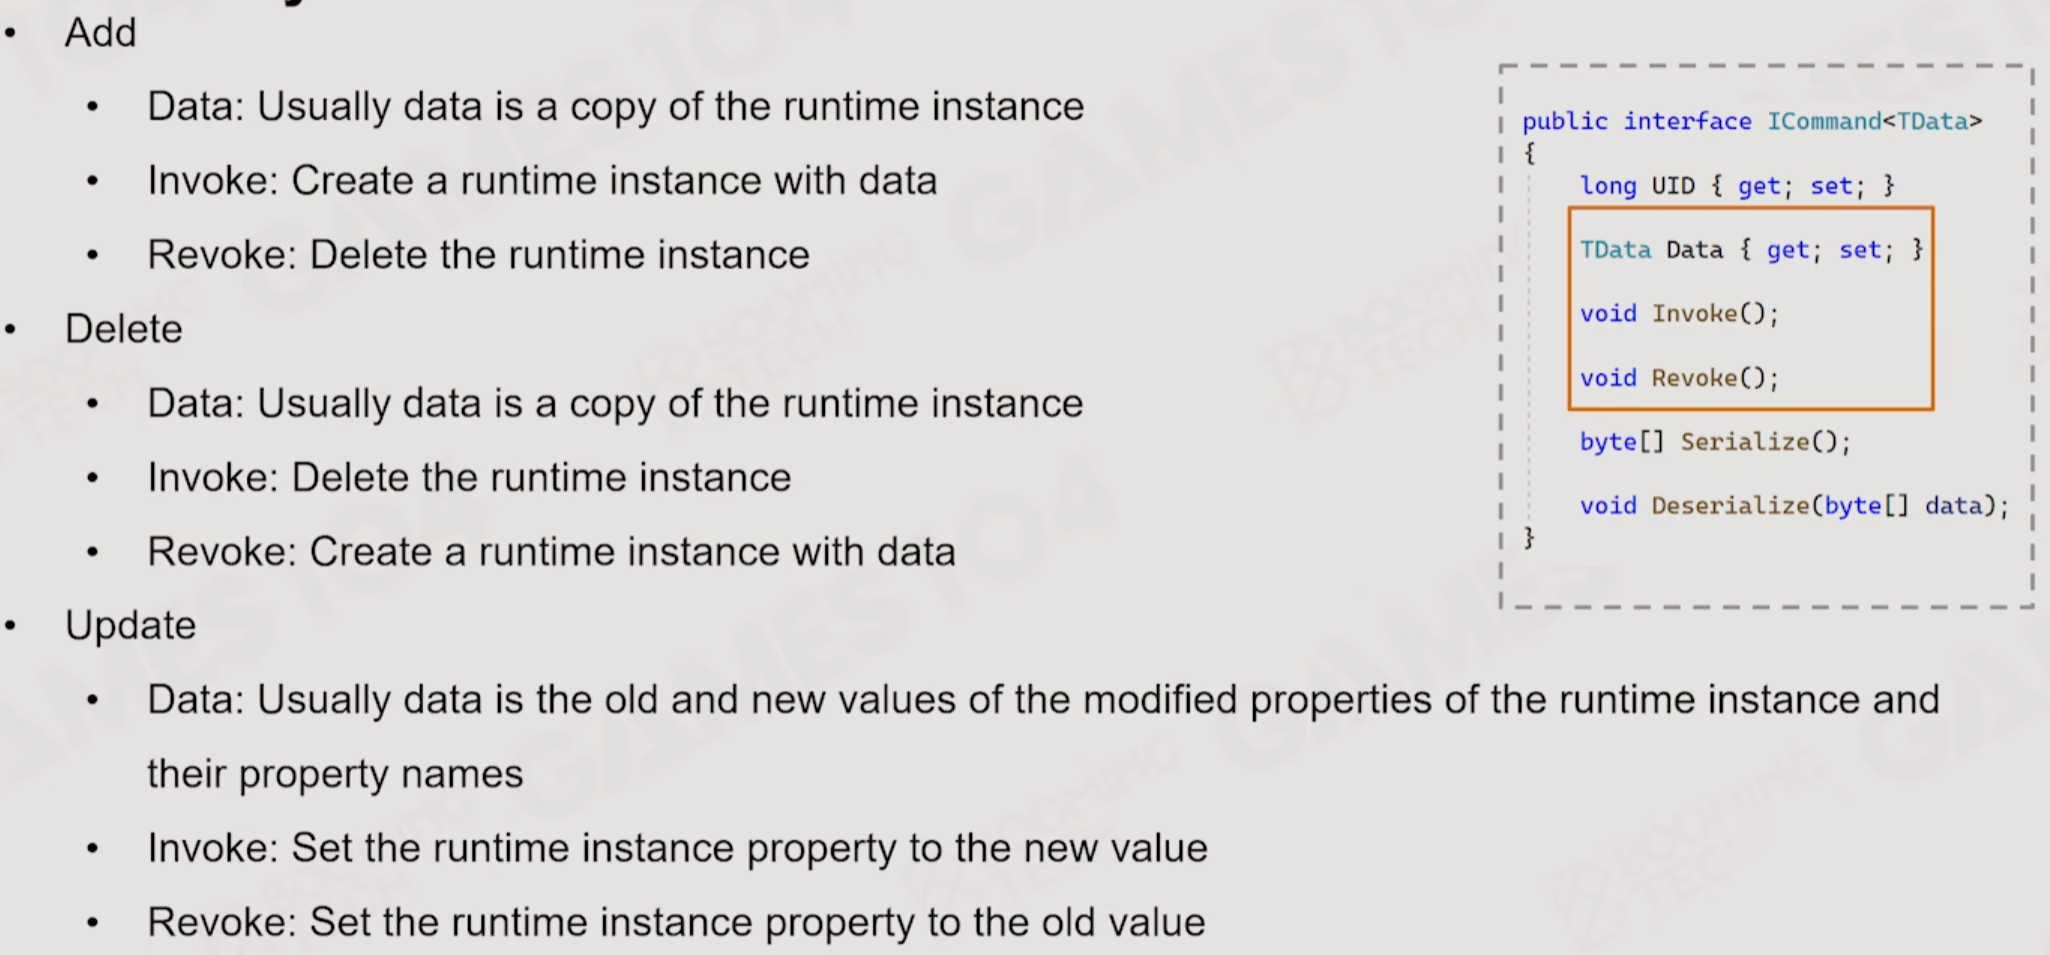 • Add
• Data: Usually data is a copy of the runtime instance
• Invoke: Create a runtime instance with data
• Revoke: Delete the runtime instance
• Delete
• Data: Usually data is a copy of the runtime instance
• Invoke: Delete the runtime instance
• Revoke: Create a runtime instance with data
• Update
• Data: Usually data is the old and new values of the modified properties of the runtime instance and
their property names
• Invoke: Set the runtime instance property to the new value
• Revoke: Set the runtime instance property to the old value
public interface ICommand<TData>
{
long UID { get; set; }
TData Data { get; set; }
void Invoke();
void Revoke();
byte[] Serialize();
void Deserialize(byte[] data);
}
GAMES104
BOOMING
TECH